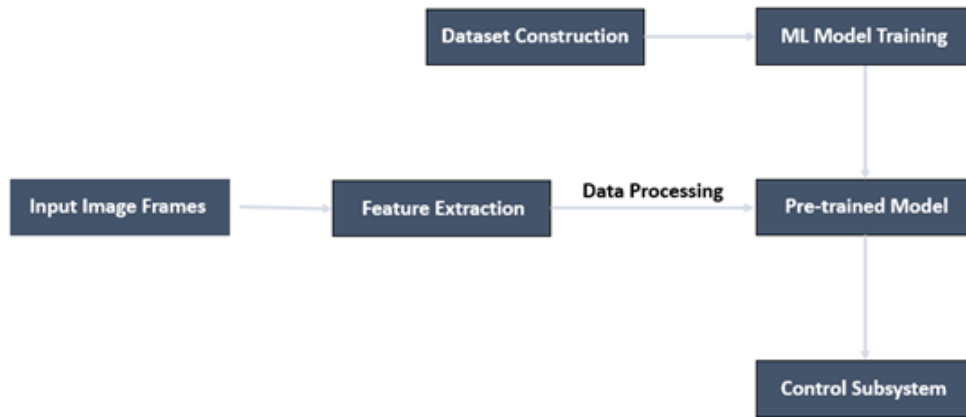 Dataset Construction
ML Model Training
Input Image Frames
Feature Extraction
Data Processing
Pre-trained Model
Control Subsystem